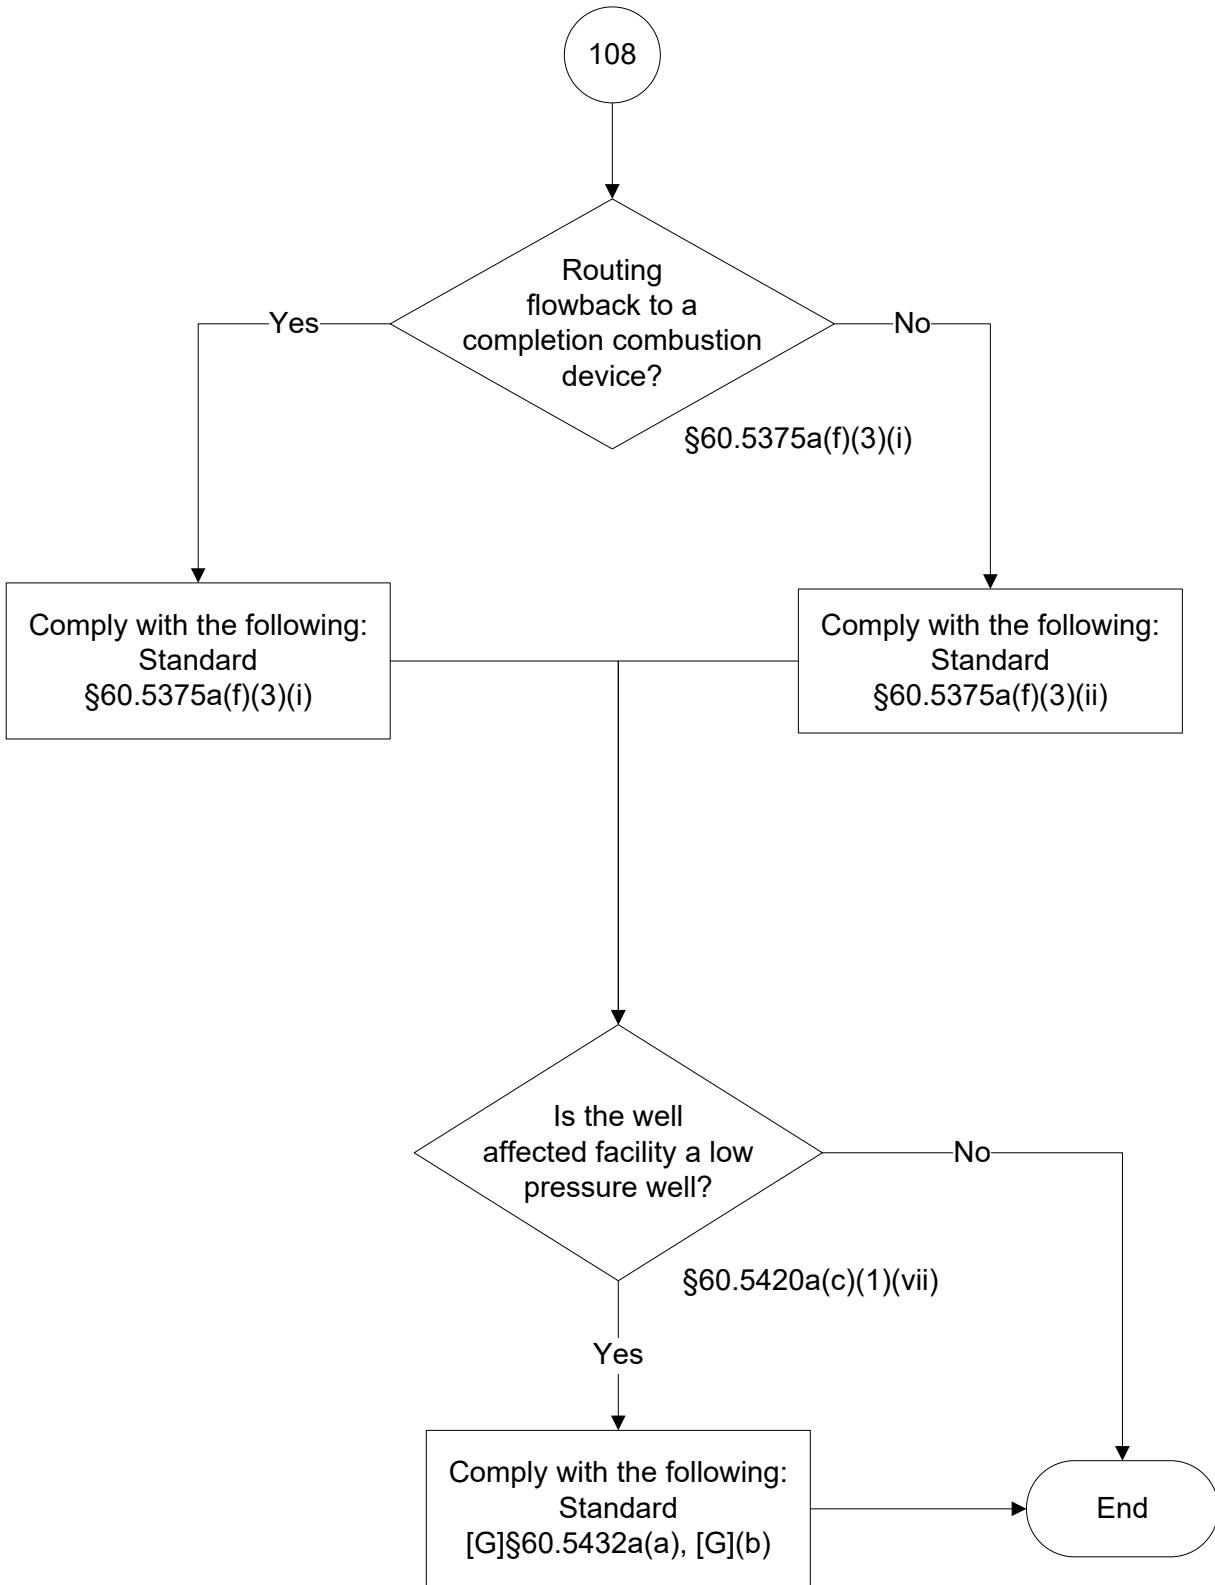 108
Routing
flowback to a
completion combustion
device?
Yes
No
§60.5375a(f)(3)(i)
Comply with the following:
Standard
§60.5375a(f)(3)(i)
Comply with the following:
Standard
§60.5375a(f)(3)(ii)
Is the well
affected facility a low
pressure well?
No
§60.5420a(c)(1)(vii)
Yes
Comply with the following:
Standard
[G]§60.5432a(a), [G](b)
End